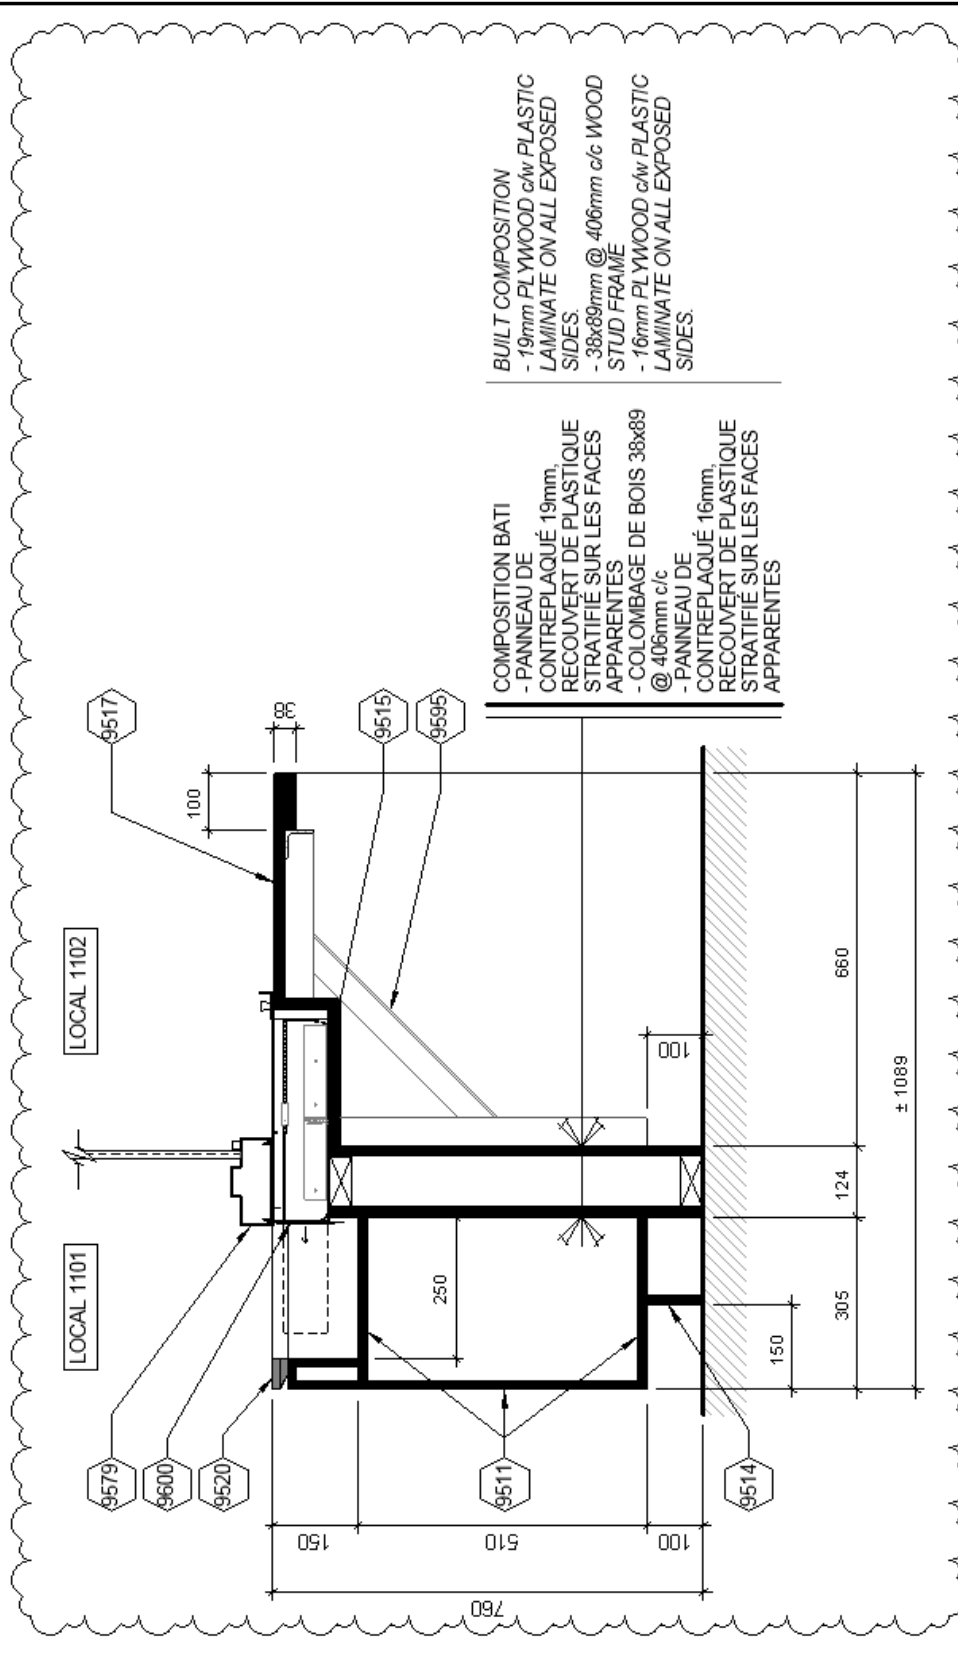 LOCAL 1101
LOCAL 1102
9579
9600
9520
9517
9515
9595
9511
9514
100
38
250
100
150
305
124
660
± 1089
150
510
100
760
COMPOSITION BATI
- PANNEAU DE
CONTREPLAQUÉ 19mm,
RECOUVERT DE PLASTIQUE
STRATIFIÉ SUR LES FACES
APPARENTES
- COLOMBAGE DE BOIS 38x89
@ 406mm c/c
- PANNEAU DE
CONTREPLAQUÉ 16mm,
RECOUVERT DE PLASTIQUE
STRATIFIÉ SUR LES FACES
APPARENTES
BUILT COMPOSITION
- 19mm PLYWOOD c/w PLASTIC
LAMINATE ON ALL EXPOSED
SIDES.
- 38x89mm @ 406mm c/c WOOD
STUD FRAME
- 16mm PLYWOOD c/w PLASTIC
LAMINATE ON ALL EXPOSED
SIDES.